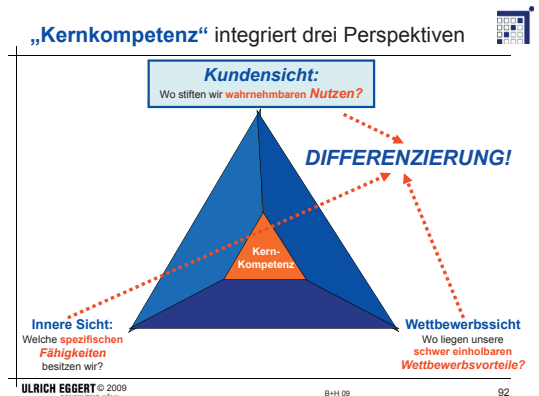 „Kernkompetenz“ integriert drei Perspektiven
Kundensicht:
Wo stiften wir wahrnehmbaren Nutzen?
DIFFERENZIERUNG!
Kern-
Kompetenz
Innere Sicht:
Welche spezifischen
Fähigkeiten
besitzen wir?
Wettbewerbssicht
Wo liegen unsere
schwer einholbaren
Wettbewerbsvorteile?
ULRICH EGGERT © 2009
B+H 09
92